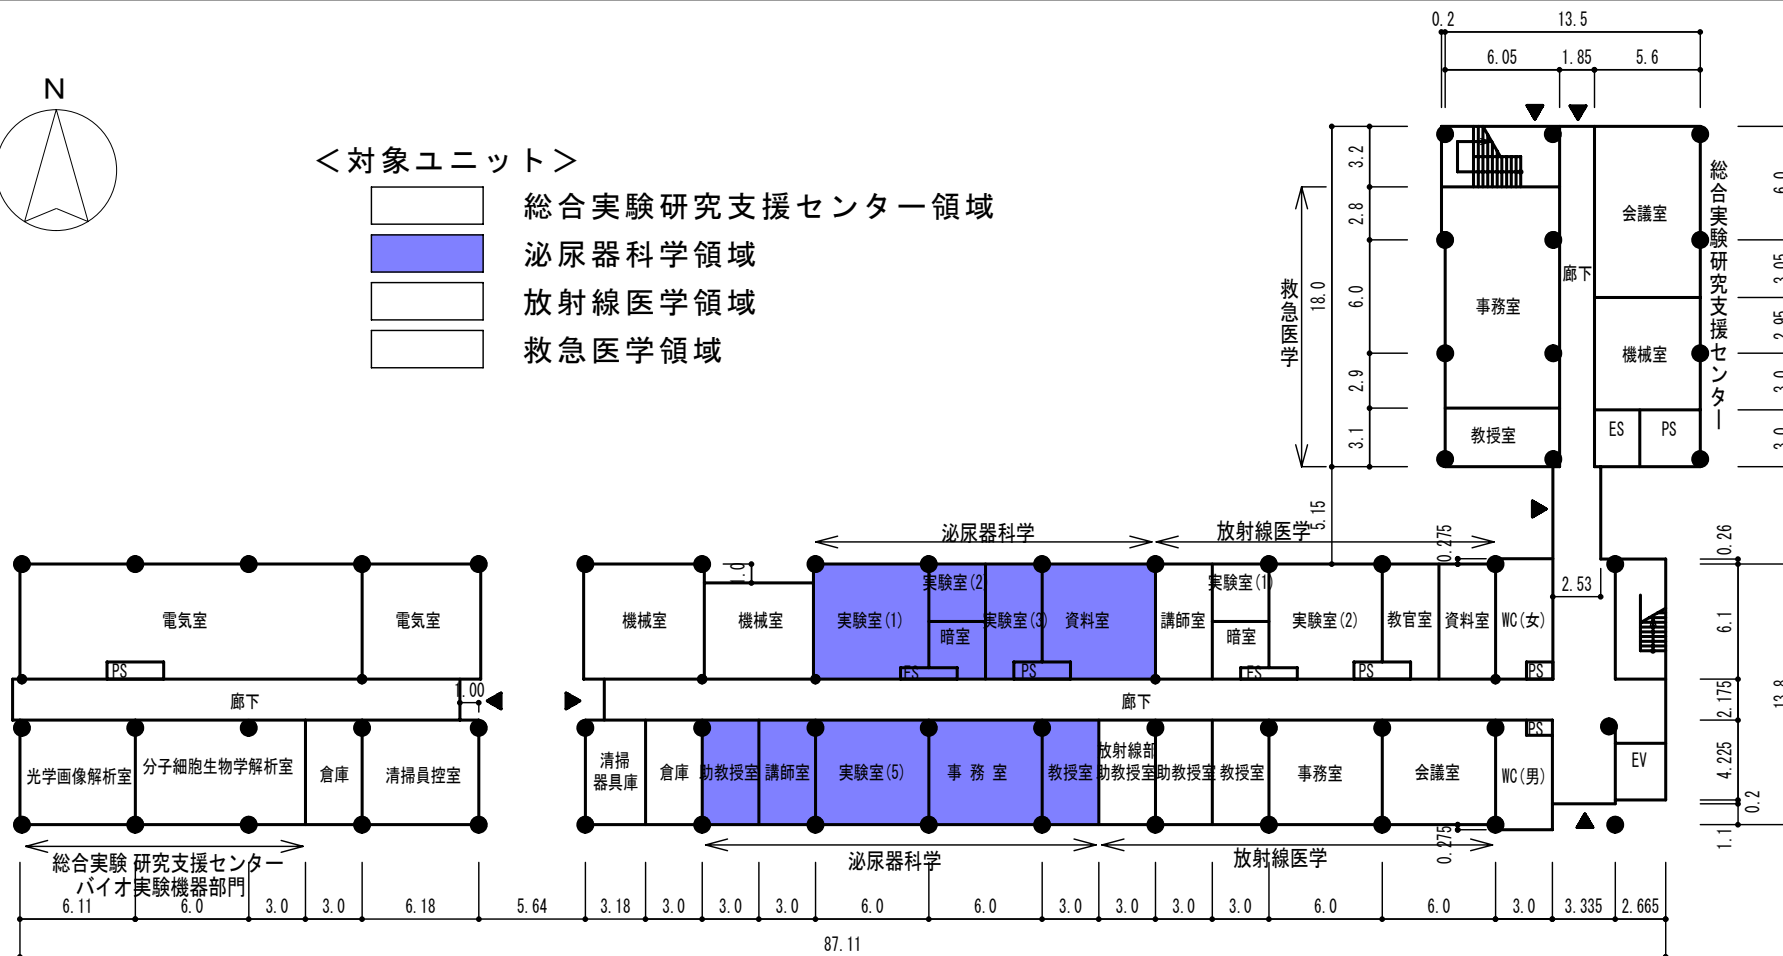 0.2 13.5
6.05 1.85 5.6
N
＜対象ユニット＞
総合実験研究支援センター領域
泌尿器科学領域
放射線医学領域
救急医学領域
3.2
2.8
6.0
2.9
3.1
18.0
5.15
救急医学
事務室
教授室
廊下
会議室
機械室
ES PS
総合実験研究支援センター
6.0
3.05
2.95
3.0
3.0
泌尿器科学 放射線医学
0.275
0.26
2.53
1.0
電気室 電気室 機械室 機械室 実験室(1) 実験室(2 暗室 実験室(3) 資料室 講師室 実験室(1) 暗室 実験室(2) 教官室 資料室 WC(女)
PS ES PS ES PS PS
6.1
2.175
13.8
4.225
0.2
1.1
廊下 1.00 廊下
PS
光学画像解析室 分子細胞生物学解析室 倉庫 清掃員控室
清掃
器具庫
倉庫 助教授室 講師室 実験室(5) 事務室 教授室
放射線部
助教授室
助教授室 教授室 事務室 会議室 WC(男) EV
0.275
総合実験研究支援センター
バイオ実験機器部門
泌尿器科学 放射線医学
6.11 6.0 3.0 3.0 6.18 5.64 3.18 3.0 3.0 3.0 6.0 6.0 3.0 3.0 3.0 3.0 6.0 6.0 3.0 3.335 2.665
87.11